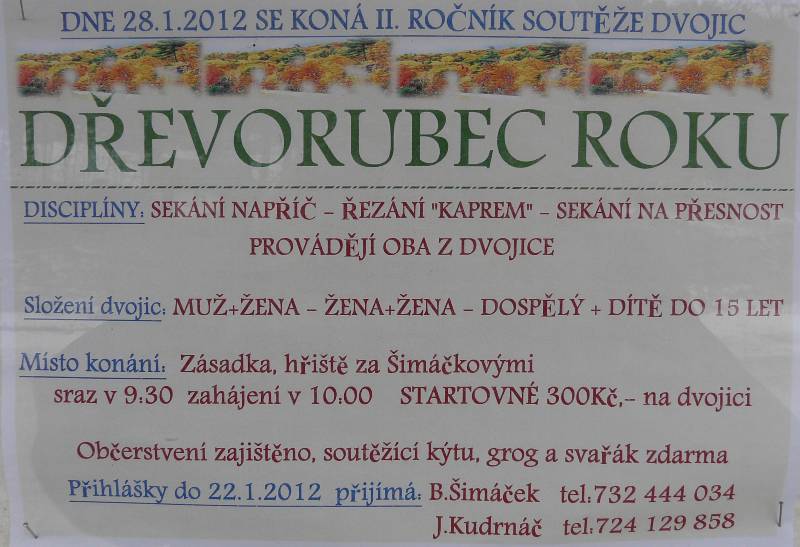 DNE 28.1.2012 SE KONÁ II. ROČNÍK SOUTĚŽE DVOJIC
DŘEVORUBEC ROKU
DISCIPLÍNY: SEKÁNÍ NAPŘÍČ – ŘEZÁNÍ "KAPREM" – SEKÁNÍ NA PŘESNOST
PROVÁDĚJÍ OBA Z DVOJICE
Složení dvojic: MUŽ+ŽENA – ŽENA+ŽENA – DOSPĚLÝ + DÍTĚ DO 15 LET
Místo konání: Zásadka, hřiště za Šimáčkovými
sraz v 9:30 zahájení v 10:00 STARTOVNÉ 300Kč,- na dvojici
Občerstvení zajištěno, soutěžící kýtu, grog a svařák zdarma
Přihlášky do 22.1.2012 přijímá: B.Šimáček tel.732 444 034
J.Kudrnáč tel:724 129 858